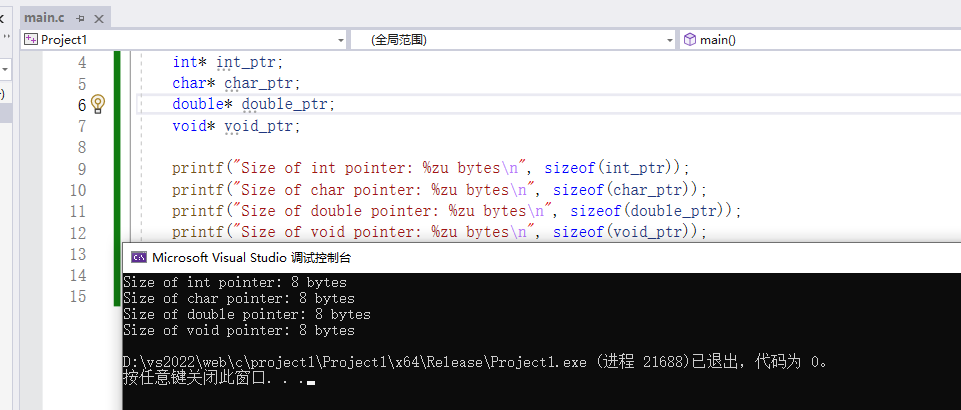 main.c
Project1
(全局范围)
main()
4 int* int_ptr;
5 char* char_ptr;
6 double* double_ptr;
7 void* void_ptr;
8
9 printf("Size of int pointer: %zu bytes\n", sizeof(int_ptr));
10 printf("Size of char pointer: %zu bytes\n", sizeof(char_ptr));
11 printf("Size of double pointer: %zu bytes\n", sizeof(double_ptr));
12 printf("Size of void pointer: %zu bytes\n", sizeof(void_ptr));
13
14
15
Microsoft Visual Studio 调试控制台
Size of int pointer: 8 bytes
Size of char pointer: 8 bytes
Size of double pointer: 8 bytes
Size of void pointer: 8 bytes
D:\vs2022\web\c\project1\Project1\x64\Release\Project1.exe (进程 21688)已退出，代码为 0。
按任意键关闭此窗口. . .